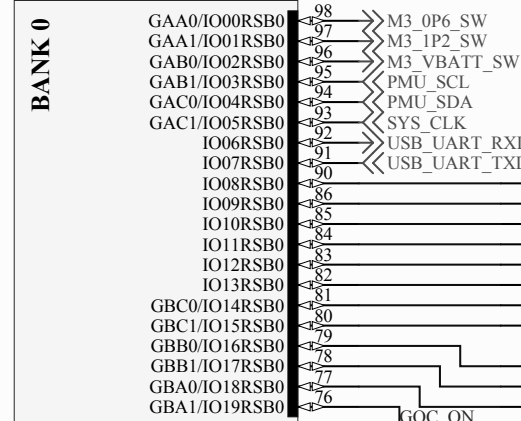 BANK 0
GAA0/IO00RSB0 98 M3_0P6_SW
GAA1/IO01RSB0 97 M3_1P2_SW
GAB0/IO02RSB0 96 M3_VBATT_SW
GAB1/IO03RSB0 95 PMU_SCL
GAC0/IO04RSB0 94 PMU_SDA
GAC1/IO05RSB0 93 SYS_CLK
IO06RSB0 92 USB_UART_RXD
IO07RSB0 91 USB_UART_TXD
IO08RSB0 90
IO09RSB0 86
IO10RSB0 85
IO11RSB0 84
IO12RSB0 83
IO13RSB0 82
GBC0/IO14RSB0 81
GBC1/IO15RSB0 80
GBB0/IO16RSB0 79
GBB1/IO17RSB0 78
GBA0/IO18RSB0 77
GBA1/IO19RSB0 76
GOC_ON